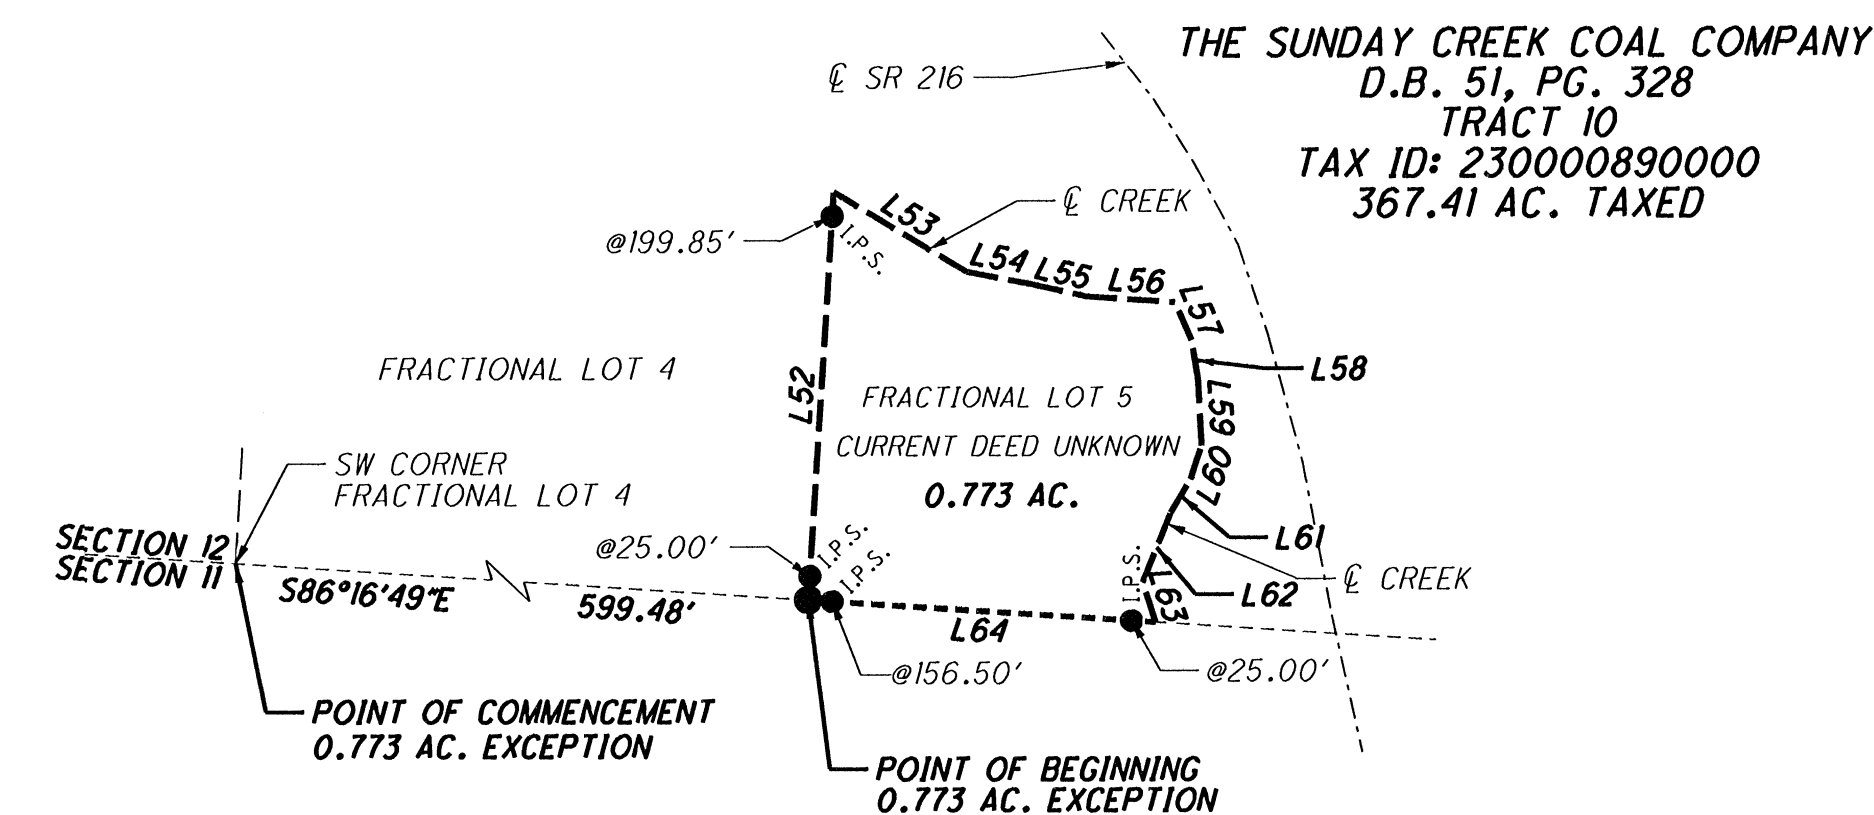 THE SUNDAY CREEK COAL COMPANY
D.B. 51, PG. 328
TRACT 10
TAX ID: 230000890000
367.41 AC. TAXED
℄ SR 216
℄ CREEK
L53
@199.85'
I.P.S.
L54
L55
L56
L57
L58
FRACTIONAL LOT 4
L52
FRACTIONAL LOT 5
CURRENT DEED UNKNOWN
0.773 AC.
L59
L60
SW CORNER
FRACTIONAL LOT 4
SECTION 12
SECTION 11
@25.00'
I.P.S.
I.P.S.
I.P.S.
L61
℄ CREEK
L62
L63
S86°16'49"E
599.48'
L64
@156.50'
@25.00'
POINT OF COMMENCEMENT
0.773 AC. EXCEPTION
POINT OF BEGINNING
0.773 AC. EXCEPTION